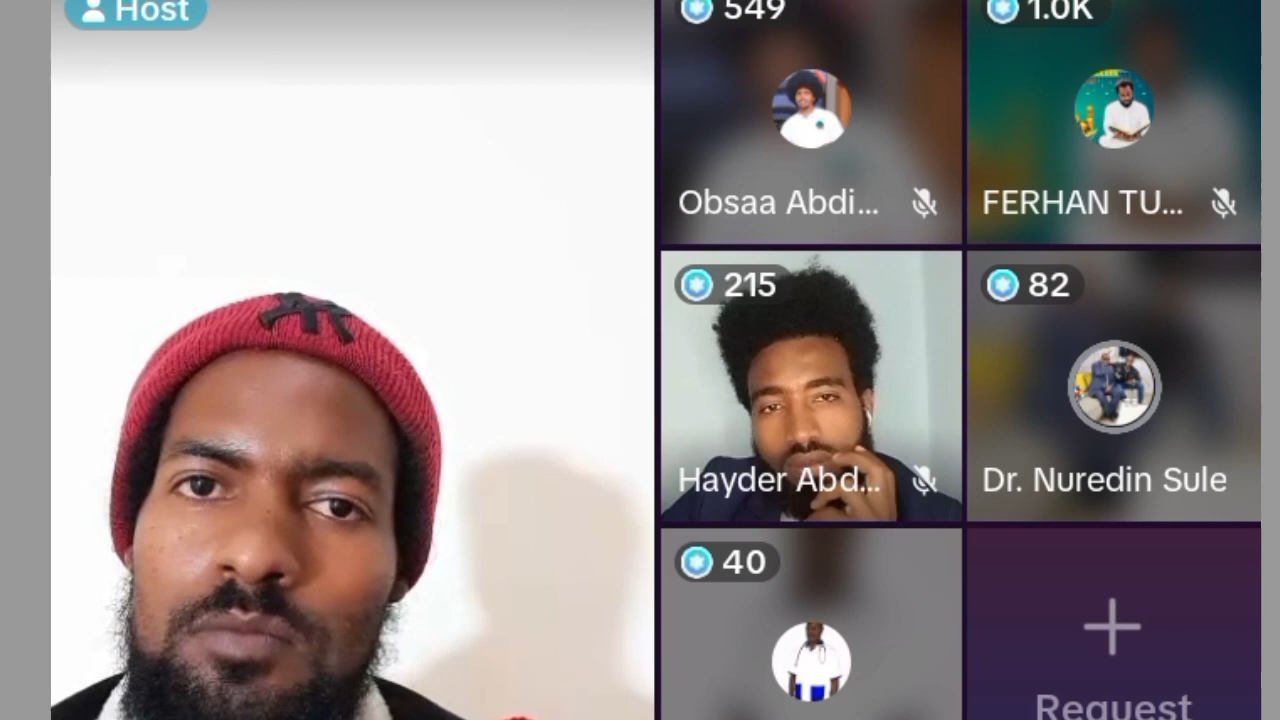 Host
549
1.0K
Obsaa Abdi...
FERHAN TU...
215
82
Hayder Abd...
Dr. Nuredin Sule
40
Request